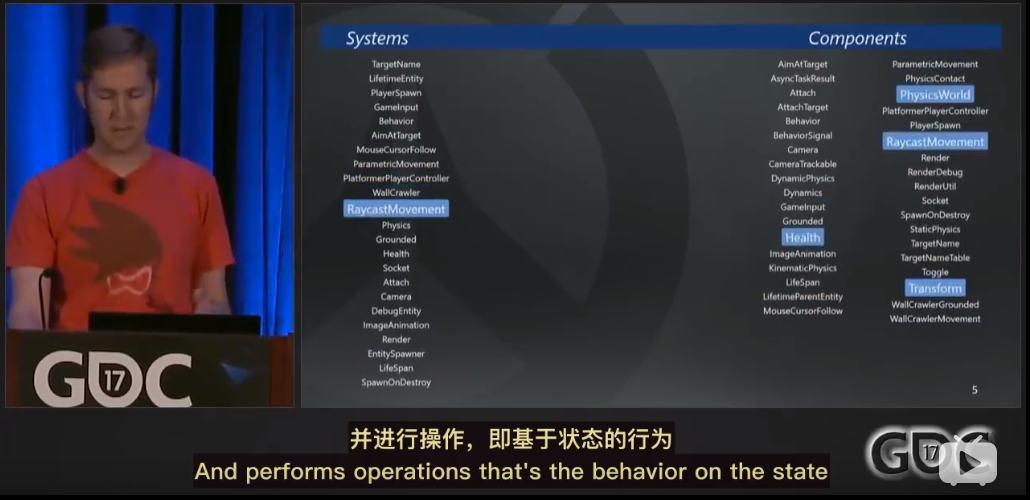 Systems
TargetName
LifetimeEntity
PlayerSpawn
GameInput
Behavior
AimAtTarget
MouseCursorFollow
ParametricMovement
PlatformerPlayerController
WallCrawler
RaycastMovement
Physics
Grounded
Health
Socket
Attach
Camera
DebugEntity
ImageAnimation
Render
EntitySpawner
LifeSpan
SpawnOnDestroy
Components
AimAtTarget
AsyncTaskResult
Attach
AttachTarget
Behavior
BehaviorSignal
Camera
CameraTrackable
DynamicPhysics
Dynamics
GameInput
Grounded
Health
ImageAnimation
KinematicPhysics
LifeSpan
LifetimeParentEntity
MouseCursorFollow
ParametricMovement
PhysicsContact
PhysicsWorld
PlatformerPlayerController
PlayerSpawn
RaycastMovement
Render
RenderDebug
RenderUtil
Socket
SpawnOnDestroy
StaticPhysics
TargetName
TargetNameTable
Toggle
Transform
WallCrawlerGrounded
WallCrawlerMovement
5
GDC
17
并进行操作，即基于状态的行为
And performs operations that's the behavior on the state
GDC
17